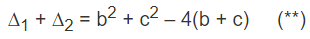 Δ₁ + Δ₂ = b² + c² – 4(b + c) (**)